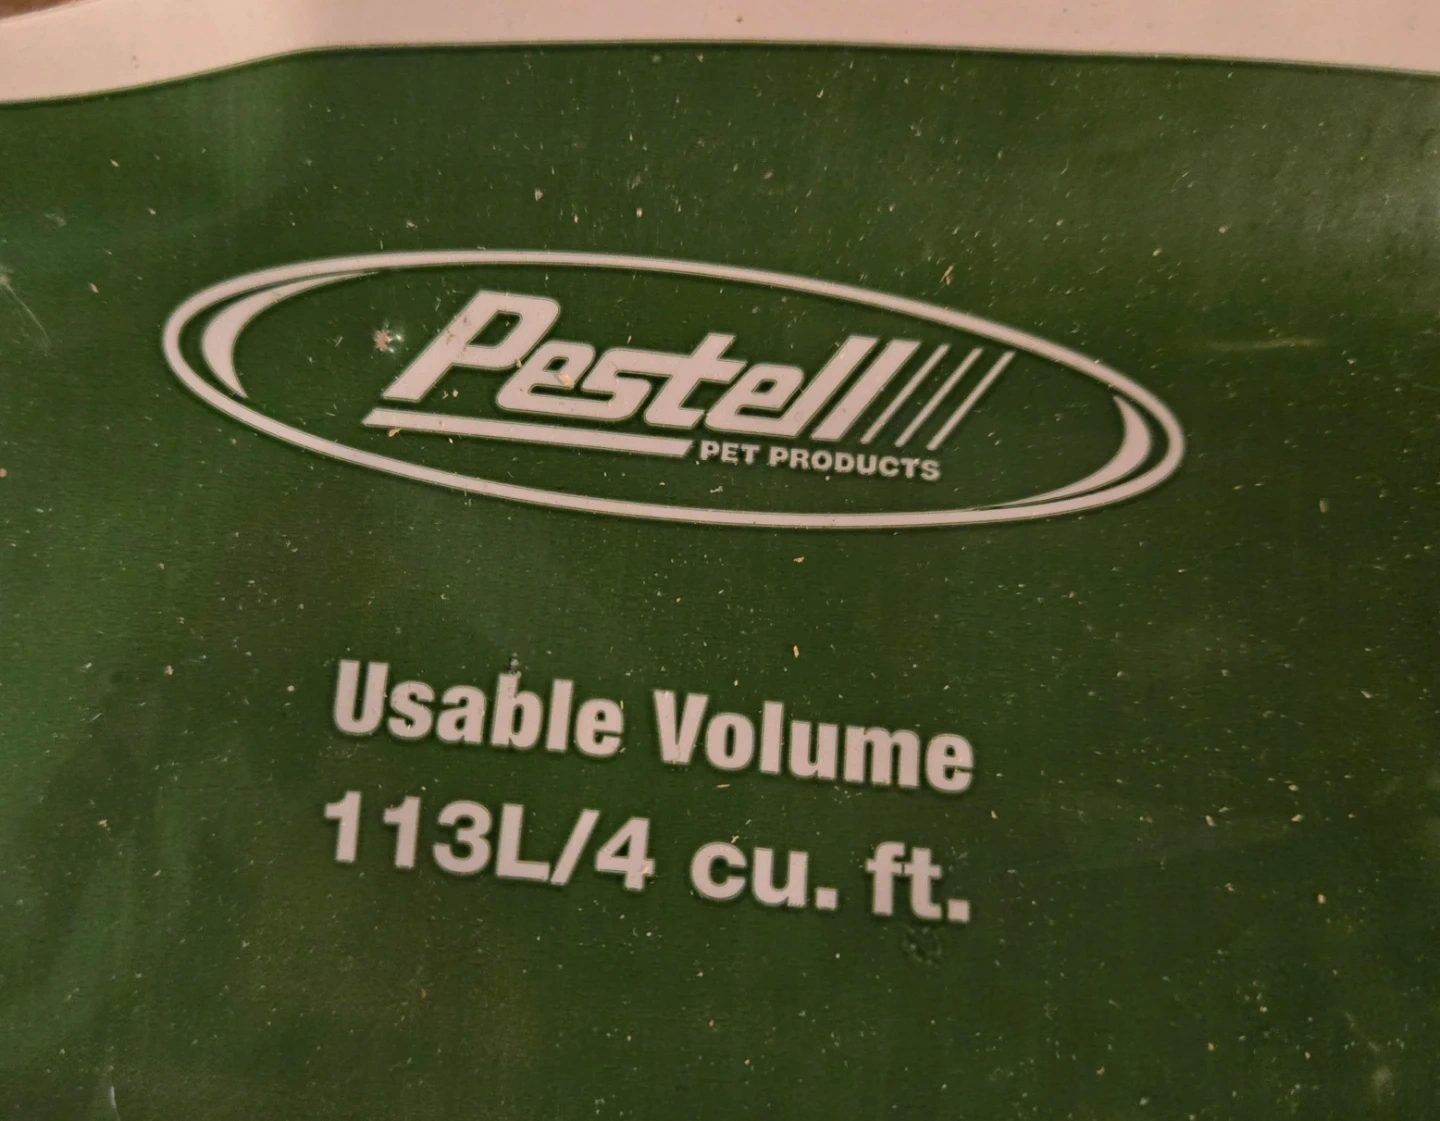 Pestell
PET PRODUCTS
Usable Volume
113L/4 cu. ft.